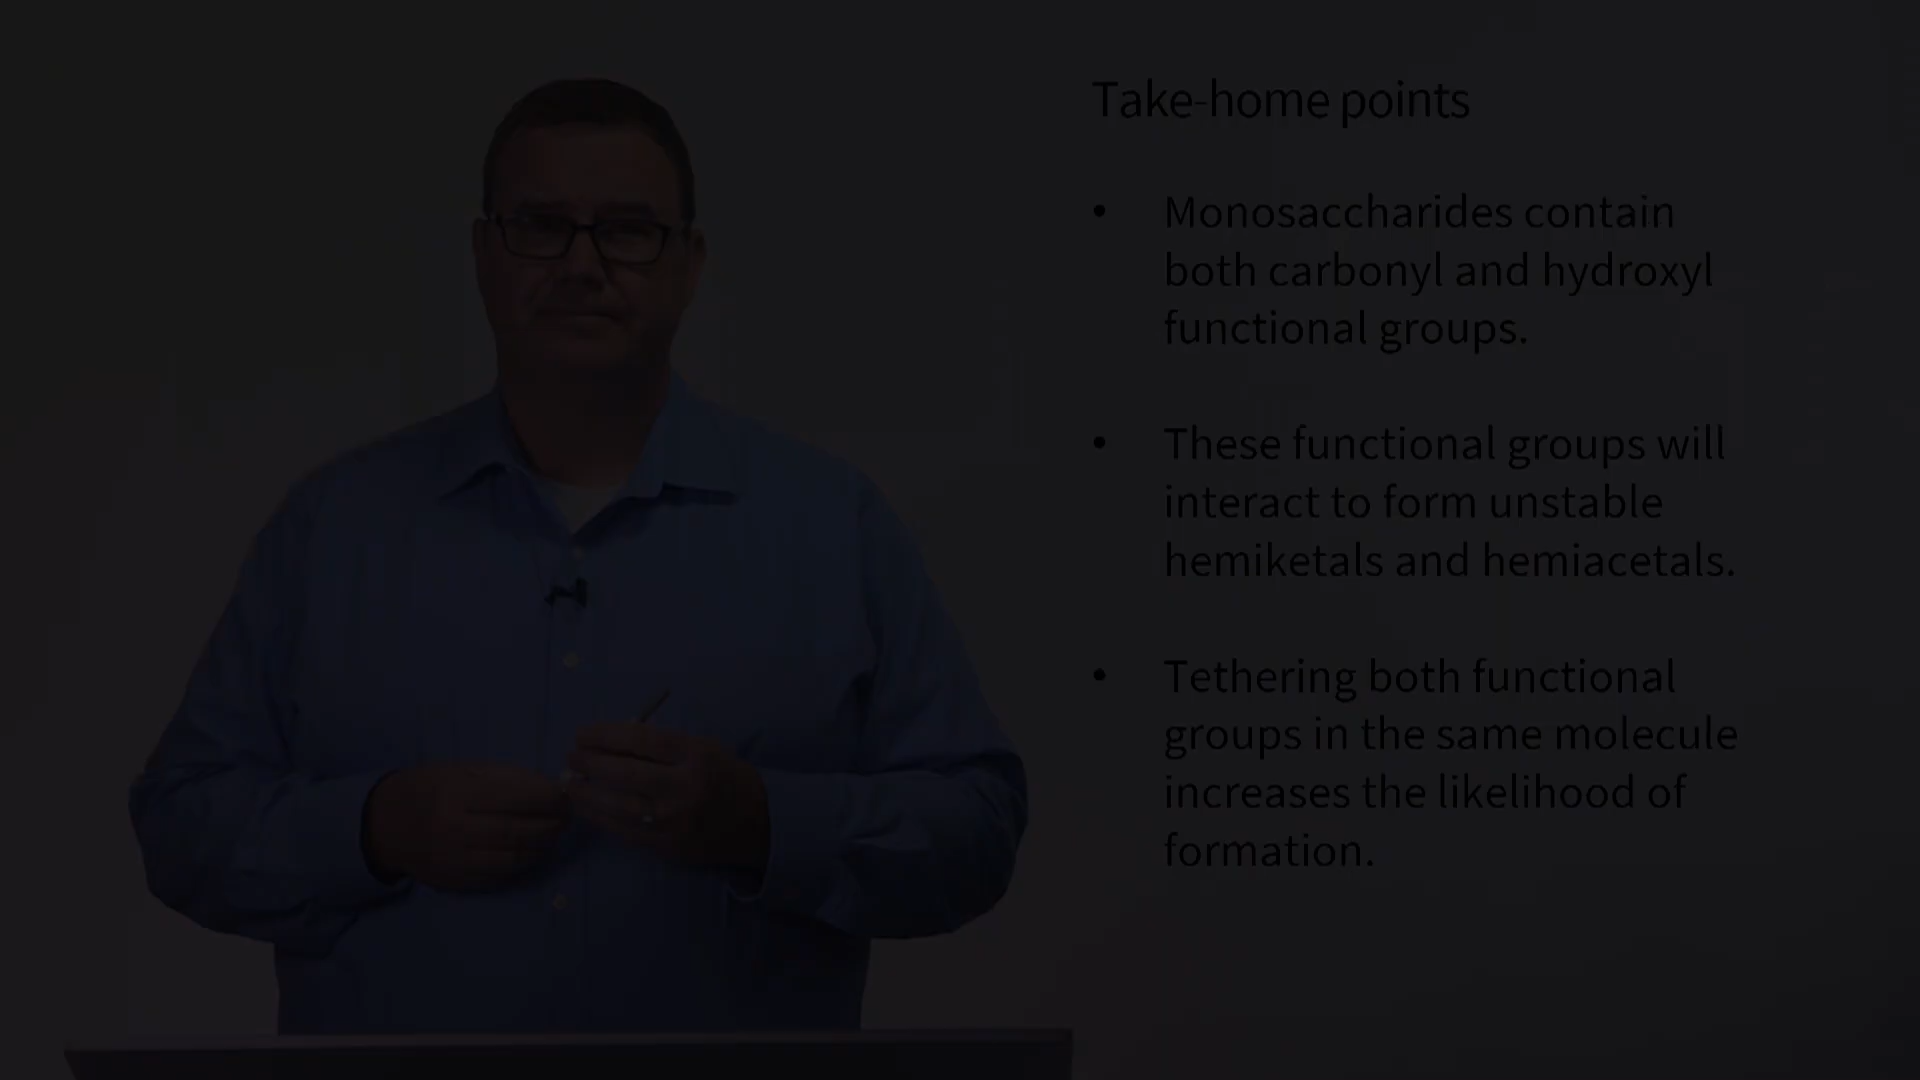 Take-home points
• Monosaccharides contain
both carbonyl and hydroxyl
functional groups.
• These functional groups will
interact to form unstable
hemiketals and hemiacetals.
• Tethering both functional
groups in the same molecule
increases the likelihood of
formation.